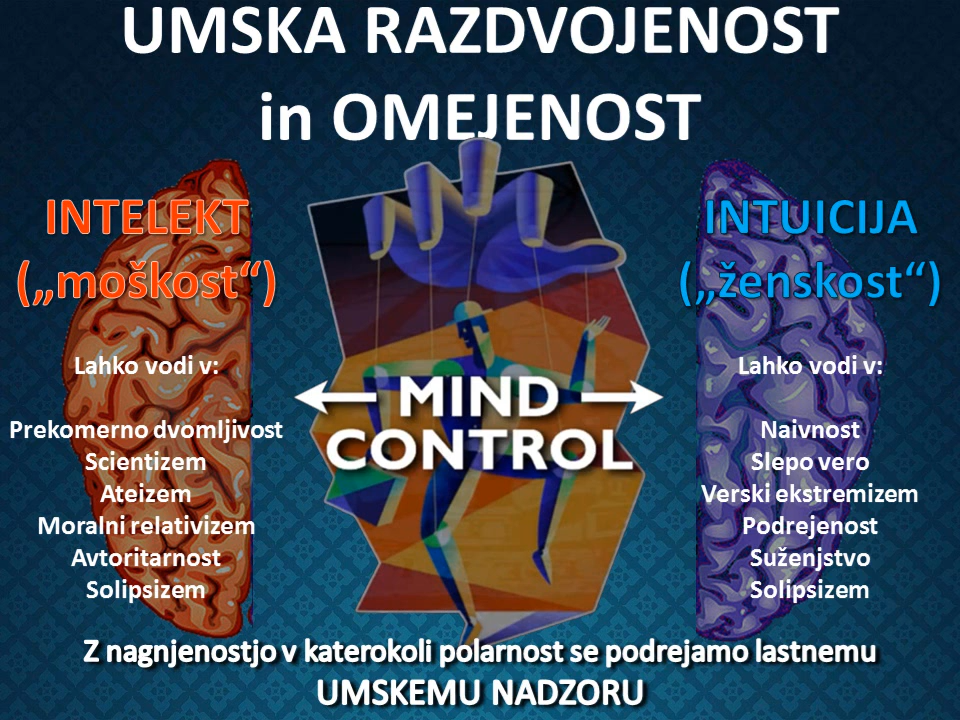 UMSKA RAZDVOJENOST
in OMEJENOST
INTELEKT
(„moškost“)
Lahko vodi v:
Prekomerno dvomljivost
Scientizem
Ateizem
Moralni relativizem
Avtoritarnost
Solipsizem
MIND
CONTROL
INTUICIJA
(„ženskost“)
Lahko vodi v:
Naivnost
Slepo vero
Verski ekstremizem
Podrejenost
Suženjstvo
Solipsizem
Z nagnjenostjo v katerokoli polarnost se podrejamo lastnemu
UMSKEMU NADZORU